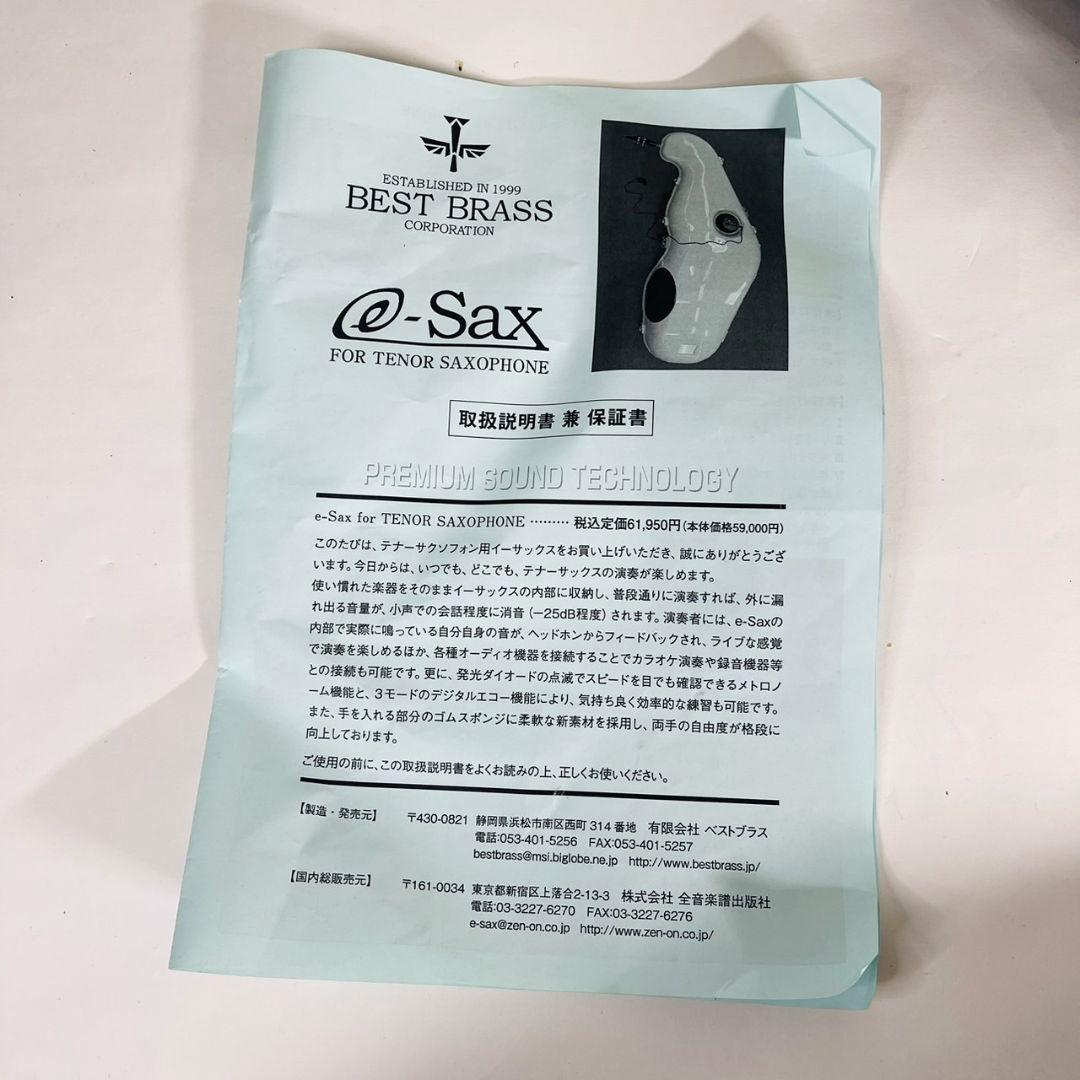 ESTABLISHED IN 1999
BEST BRASS
CORPORATION
e-Sax
FOR TENOR SAXOPHONE
取扱説明書 兼 保証書
PREMIUM SOUND TECHNOLOGY
e-Sax for TENOR SAXOPHONE ……… 税込定価61,950円(本体価格59,000円)
このたびは、テナーサクソフォン用イーサックスをお買い上げいただき、誠にありがとうござ
います。今日からは、いつでも、どこでも、テナーサックスの演奏が楽しめます。
使い慣れた楽器をそのままイーサックスの内部に収納し、普段通りに演奏すれば、外に漏
れ出る音量が、小声での会話程度に消音（−25dB程度）されます。演奏者には、e-Saxの
内部で実際に鳴っている自分自身の音が、ヘッドホンからフィードバックされ、ライブな感覚
で演奏を楽しめるほか、各種オーディオ機器を接続することでカラオケ演奏や録音機器等
との接続も可能です。更に、発光ダイオードの点滅でスピードを目でも確認できるメトロノ
ーム機能と、3モードのデジタルエコー機能により、気持ち良く効率的な練習も可能です。
また、手を入れる部分のゴムスポンジに柔軟な新素材を採用し、両手の自由度が格段に
向上しております。
ご使用の前に、この取扱説明書をよくお読みの上、正しくお使いください。
【製造・発売元】 〒430-0821 静岡県浜松市南区西町314番地 有限会社 ベストブラス
電話:053-401-5256 FAX:053-401-5257
bestbrass@msi.biglobe.ne.jp http://www.bestbrass.jp/
【国内総販売元】 〒161-0034 東京都新宿区上落合2-13-3 株式会社 全音楽譜出版社
電話:03-3227-6270 FAX:03-3227-6276
e-sax@zen-on.co.jp http://www.zen-on.co.jp/